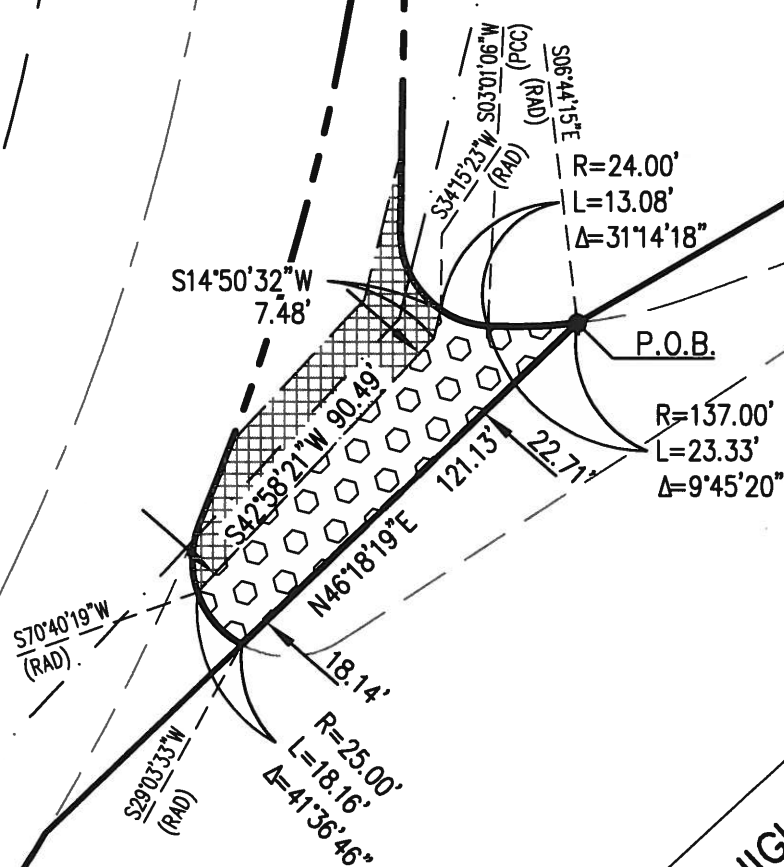 S06°44'15"E
(RAD)
S03°01'06"W
(PCC)
S34°15'23"W
(RAD)
R=24.00'
L=13.08'
Δ=31°14'18"
S14°50'32"W
7.48'
P.O.B.
S42°58'21"W 90.49'
R=137.00'
L=23.33'
Δ=9°45'20"
121.13'
22.71'
N46°18'19"E
S70°40'19"W
(RAD)
18.14'
S29°03'33"W
(RAD)
R=25.00'
L=18.16'
Δ=41°36'46"